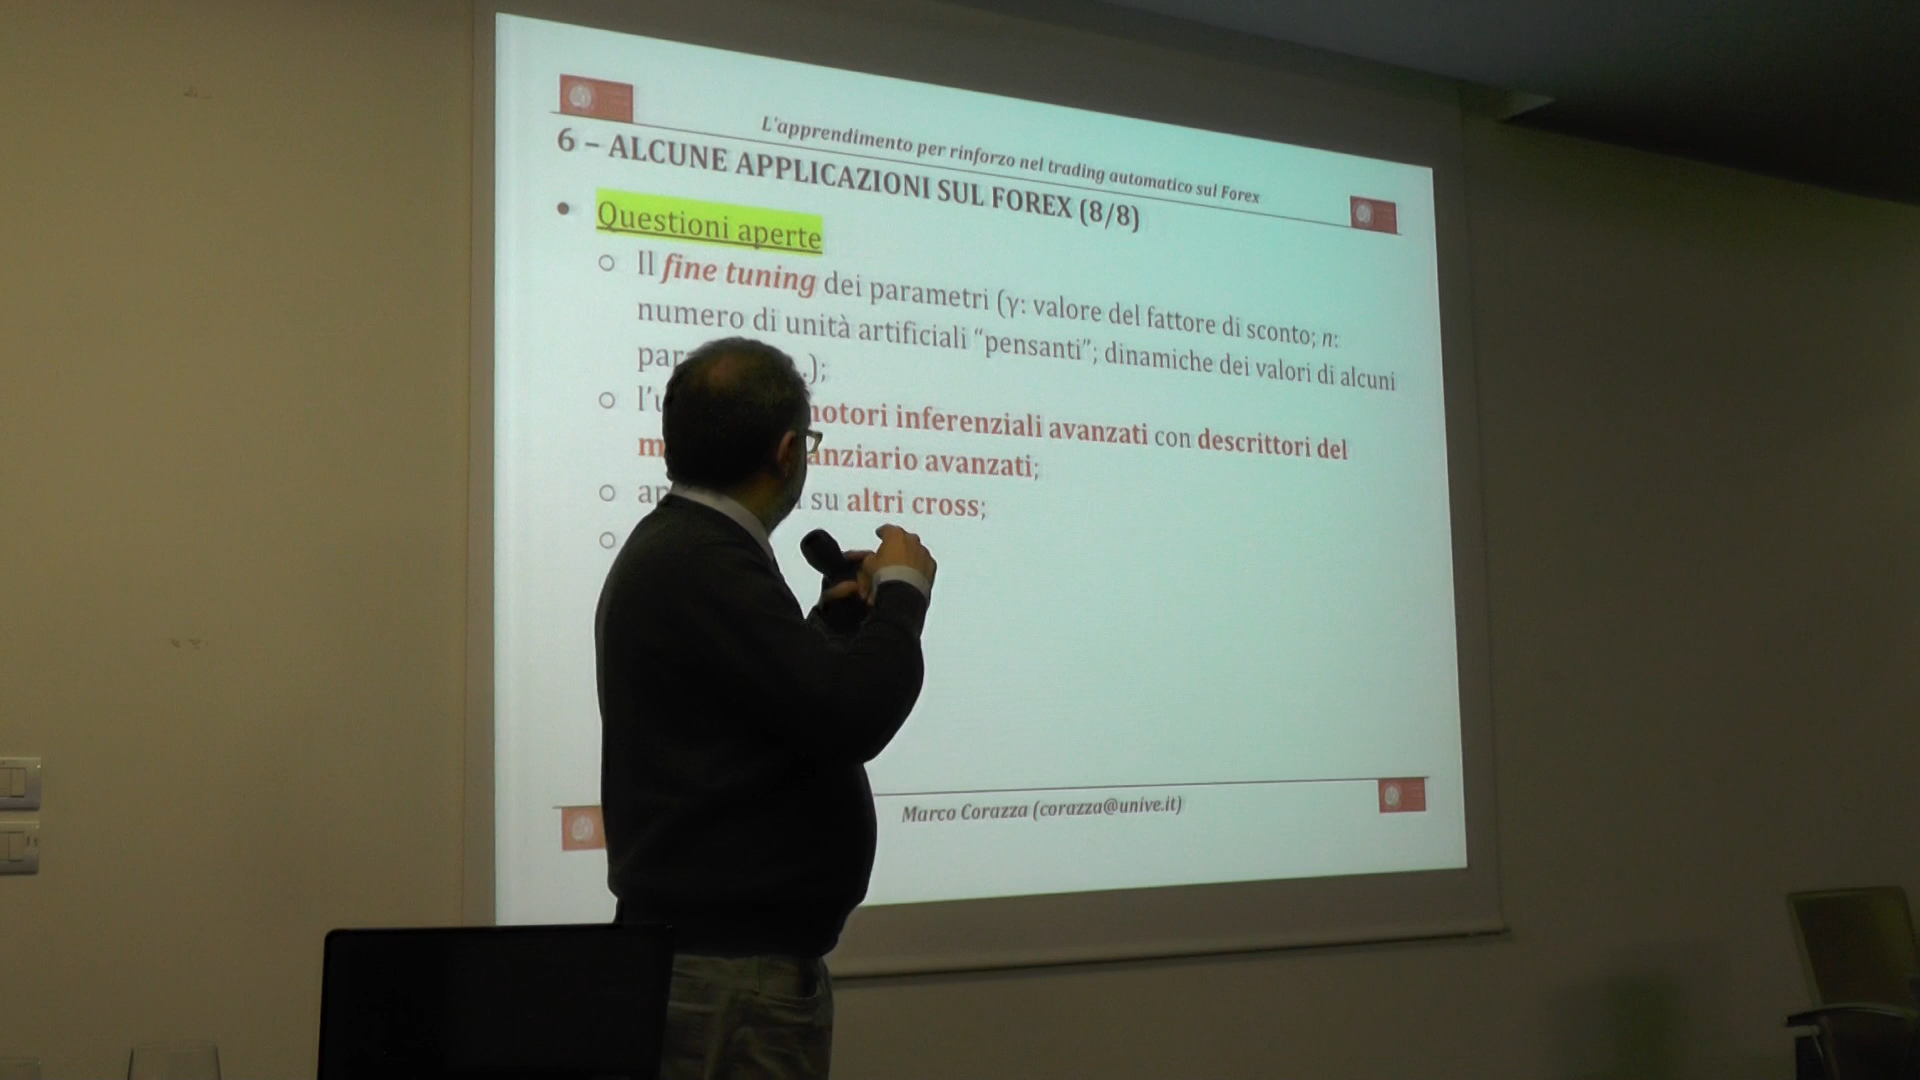 L'apprendimento per rinforzo nel trading automatico sul Forex
6 – ALCUNE APPLICAZIONI SUL FOREX (8/8)
• Questioni aperte
○ Il fine tuning dei parametri (γ: valore del fattore di sconto; n:
numero di unità artificiali “pensanti”; dinamiche dei valori di alcuni
.);
○ motori inferenziali avanzati con descrittori del
avanzati;
○ su altri cross;
○
Marco Corazza (corazza@unive.it)